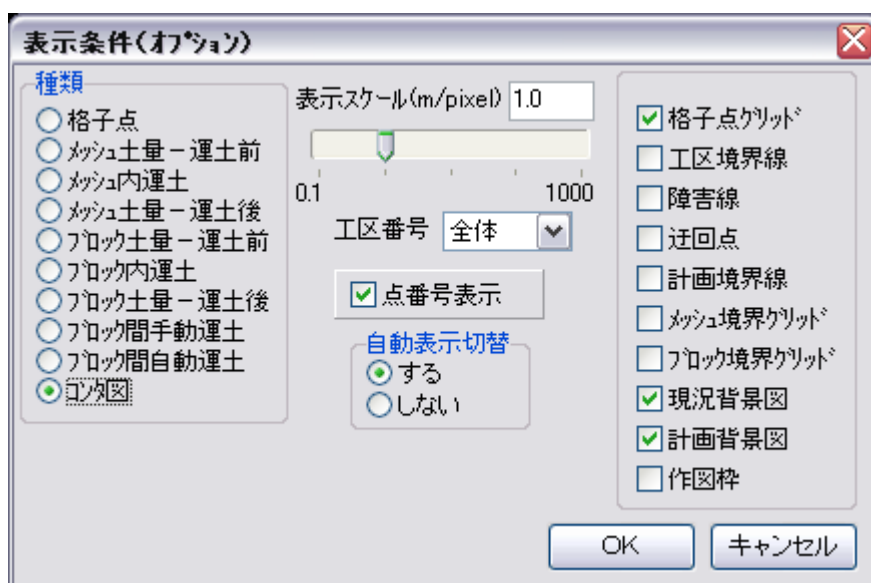 表示条件(ｵﾌﾟｼｮﾝ)
種類
格子点
ﾒｯｼｭ土量－運土前
ﾒｯｼｭ内運土
ﾒｯｼｭ土量－運土後
ﾌﾞﾛｯｸ土量－運土前
ﾌﾞﾛｯｸ内運土
ﾌﾞﾛｯｸ土量－運土後
ﾌﾞﾛｯｸ間手動運土
ﾌﾞﾛｯｸ間自動運土
ｺﾝﾀ図
表示ｽｹｰﾙ(m/pixel) 1.0
0.1 1000
工区番号 全体
点番号表示
自動表示切替
する
しない
格子点ｸﾞﾘｯﾄﾞ
工区境界線
障害線
迂回点
計画境界線
ﾒｯｼｭ境界ｸﾞﾘｯﾄﾞ
ﾌﾞﾛｯｸ境界ｸﾞﾘｯﾄﾞ
現況背景図
計画背景図
作図枠
OK キャンセル